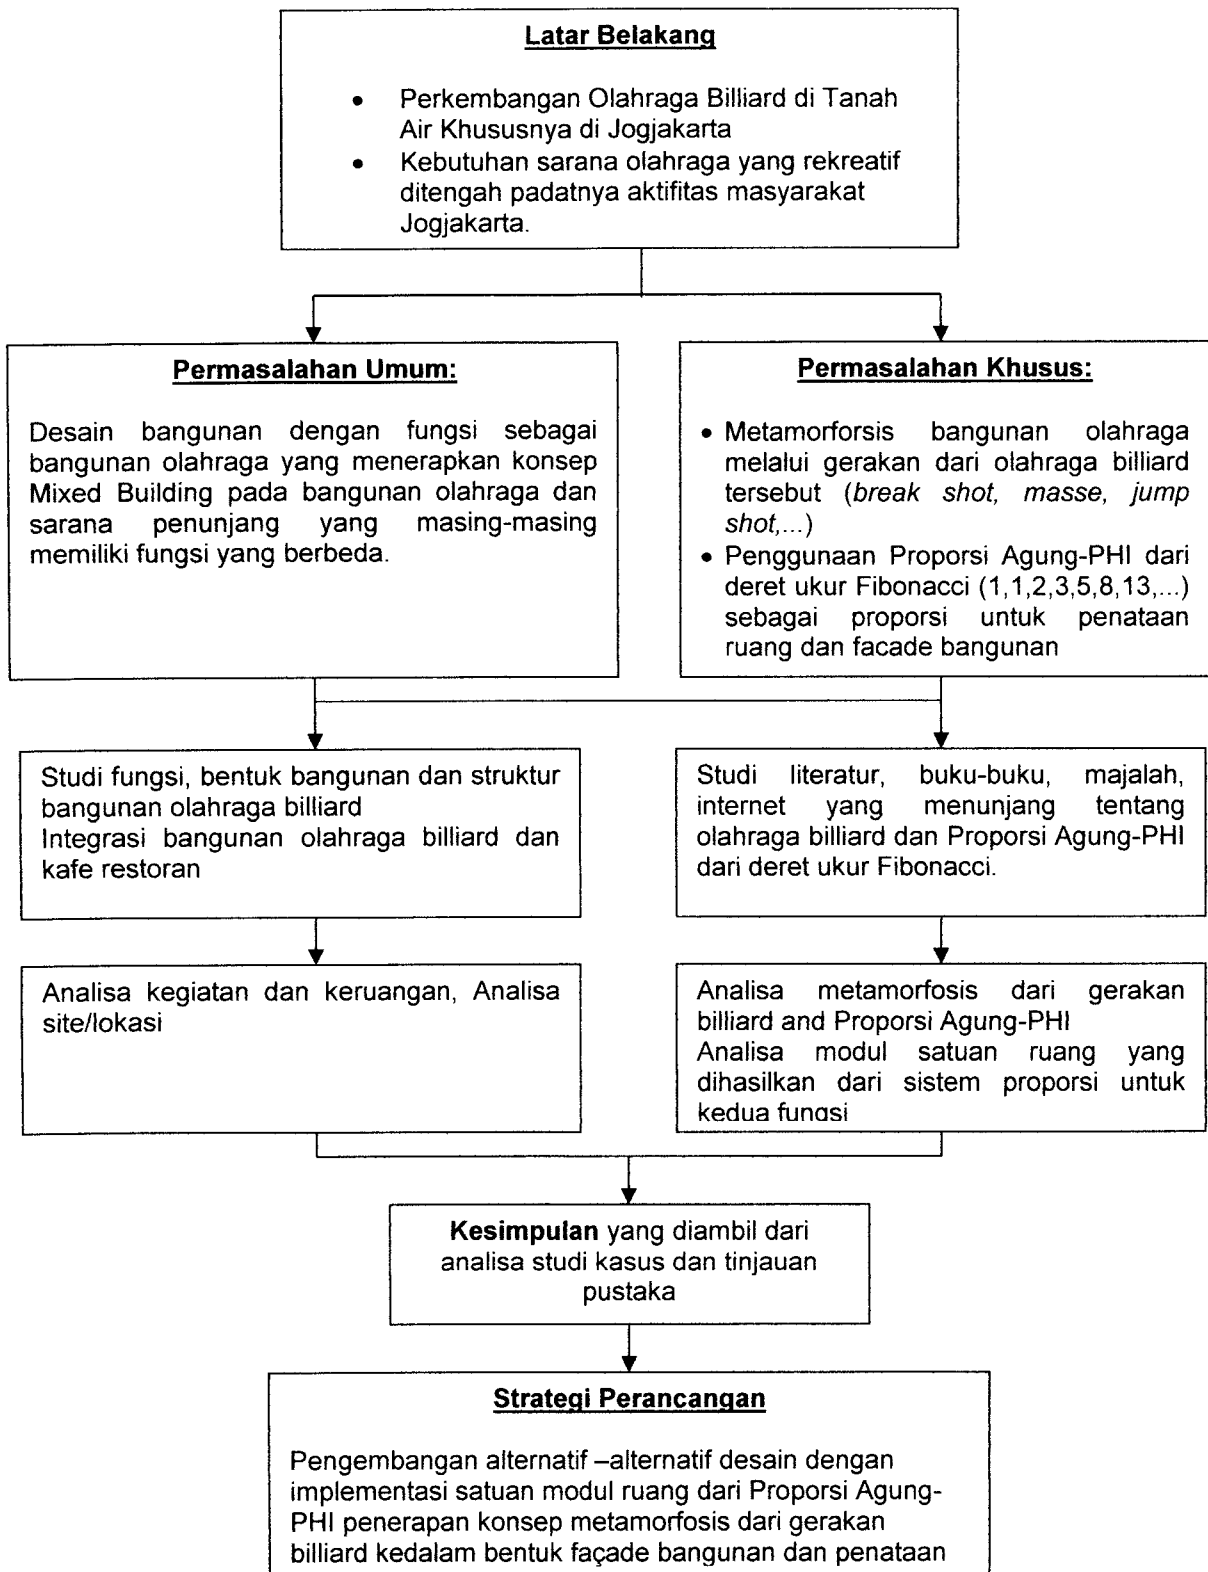 Latar Belakang
• Perkembangan Olahraga Billiard di Tanah
Air Khususnya di Jogjakarta
• Kebutuhan sarana olahraga yang rekreatif
ditengah padatnya aktifitas masyarakat
Jogjakarta.
Permasalahan Umum:
Desain bangunan dengan fungsi sebagai
bangunan olahraga yang menerapkan konsep
Mixed Building pada bangunan olahraga dan
sarana penunjang yang masing-masing
memiliki fungsi yang berbeda.
Permasalahan Khusus:
• Metamorforsis bangunan olahraga
melalui gerakan dari olahraga billiard
tersebut (break shot, masse, jump
shot,...)
• Penggunaan Proporsi Agung-PHI dari
deret ukur Fibonacci (1,1,2,3,5,8,13,...)
sebagai proporsi untuk penataan
ruang dan facade bangunan
Studi fungsi, bentuk bangunan dan struktur
bangunan olahraga billiard
Integrasi bangunan olahraga billiard dan
kafe restoran
Studi literatur, buku-buku, majalah,
internet yang menunjang tentang
olahraga billiard dan Proporsi Agung-PHI
dari deret ukur Fibonacci.
Analisa kegiatan dan keruangan, Analisa
site/lokasi
Analisa metamorfosis dari gerakan
billiard and Proporsi Agung-PHI
Analisa modul satuan ruang yang
dihasilkan dari sistem proporsi untuk
kedua fungsi
Kesimpulan yang diambil dari
analisa studi kasus dan tinjauan
pustaka
Strategi Perancangan
Pengembangan alternatif –alternatif desain dengan
implementasi satuan modul ruang dari Proporsi Agung-
PHI penerapan konsep metamorfosis dari gerakan
billiard kedalam bentuk façade bangunan dan penataan